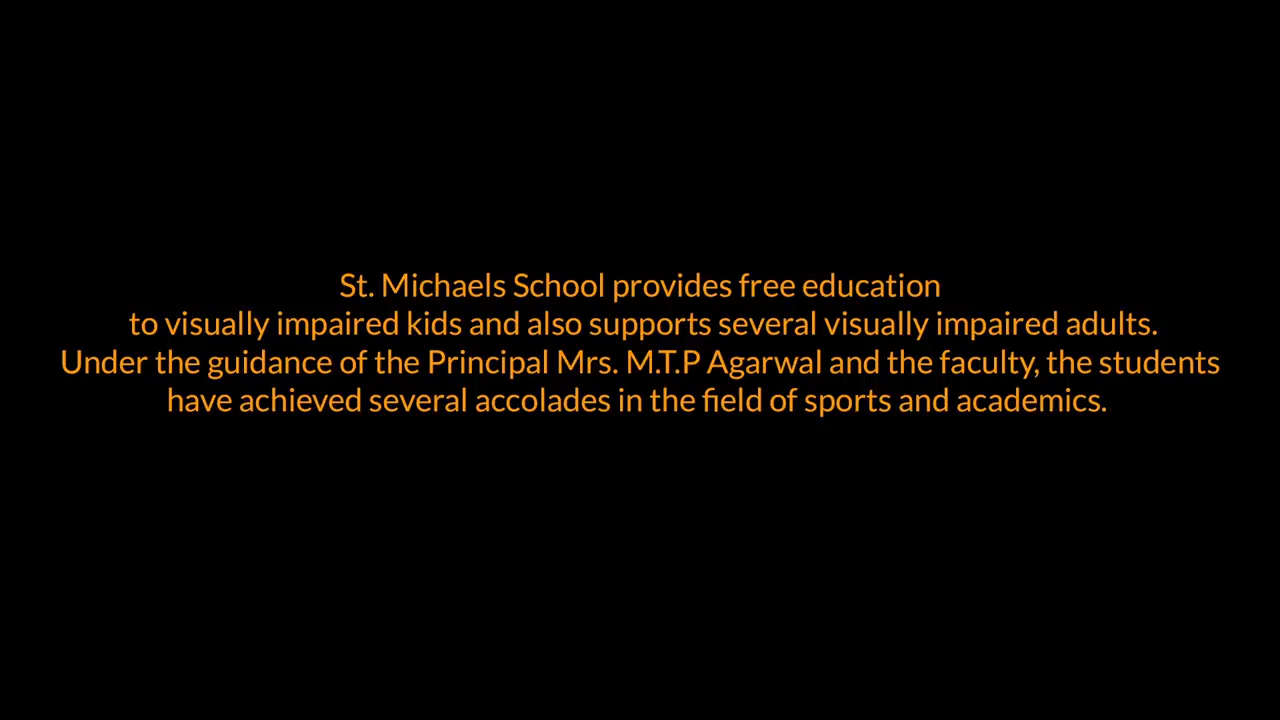 St. Michaels School provides free education
to visually impaired kids and also supports several visually impaired adults.
Under the guidance of the Principal Mrs. M.T.P Agarwal and the faculty, the students
have achieved several accolades in the field of sports and academics.